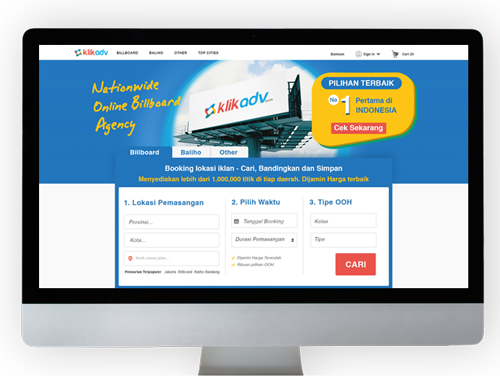 klikadv BILLBOARD BALIHO OTHER TOP CITIES Sign In Cart (0)
Nationwide
Online Billboard
Agency
klikadv
PILIHAN TERBAIK
No 1 Pertama di
INDONESIA
Cek Sekarang
Billboard Baliho Other
Booking lokasi iklan - Cari, Bandingkan dan Simpan
Menyediakan lebih dari 1,000,000 titik di tiap daerah. Dijamin Harga terbaik
1. Lokasi Pemasangan 2. Pilih Waktu 3. Tipe OOH
Provinsi... Tanggal Booking Kelas
Kota... Durasi Pemasangan Tipe
Ketik nama jalan...
Dijamin Harga Terendah
Ribuan pilihan OOH
CARI
Pencarian Terpopuler: Jakarta Billboard Baliho Bandung